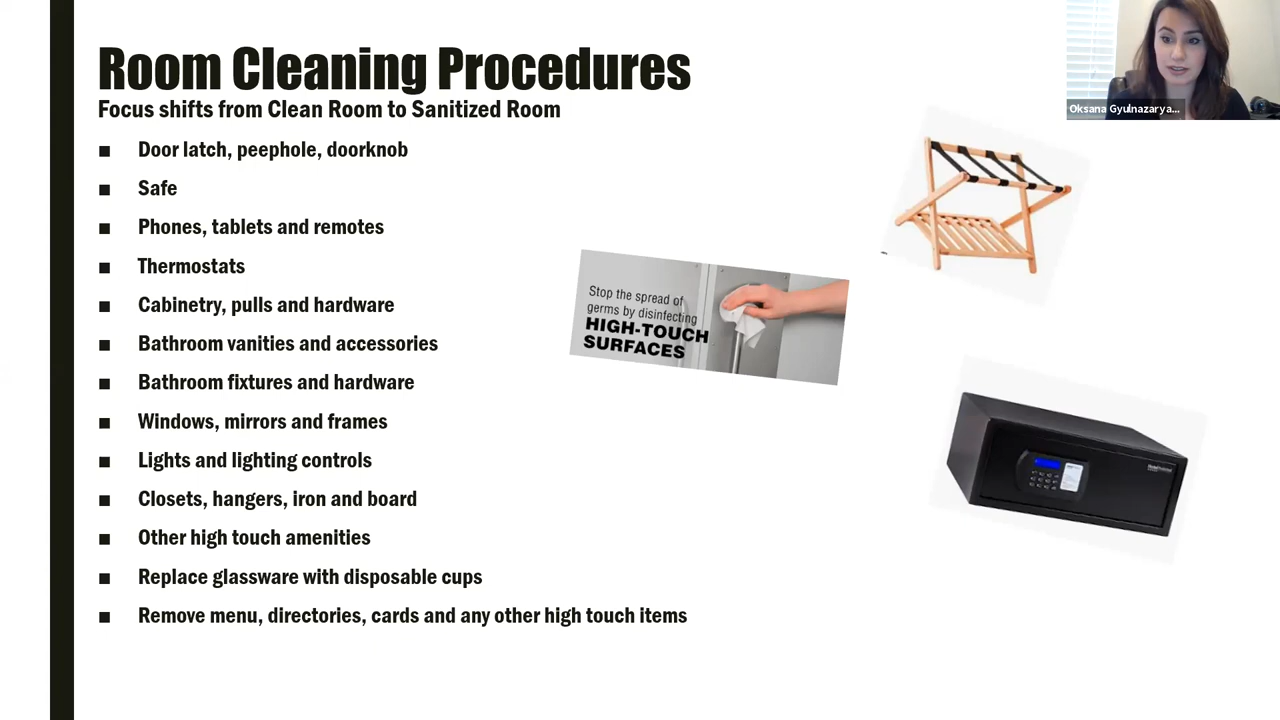 Room Cleaning Procedures
Focus shifts from Clean Room to Sanitized Room
■ Door latch, peephole, doorknob
■ Safe
■ Phones, tablets and remotes
■ Thermostats
■ Cabinetry, pulls and hardware
■ Bathroom vanities and accessories
■ Bathroom fixtures and hardware
■ Windows, mirrors and frames
■ Lights and lighting controls
■ Closets, hangers, iron and board
■ Other high touch amenities
■ Replace glassware with disposable cups
■ Remove menu, directories, cards and any other high touch items
Stop the spread of
germs by disinfecting
HIGH-TOUCH
SURFACES
Oksana Gyulnazarya...